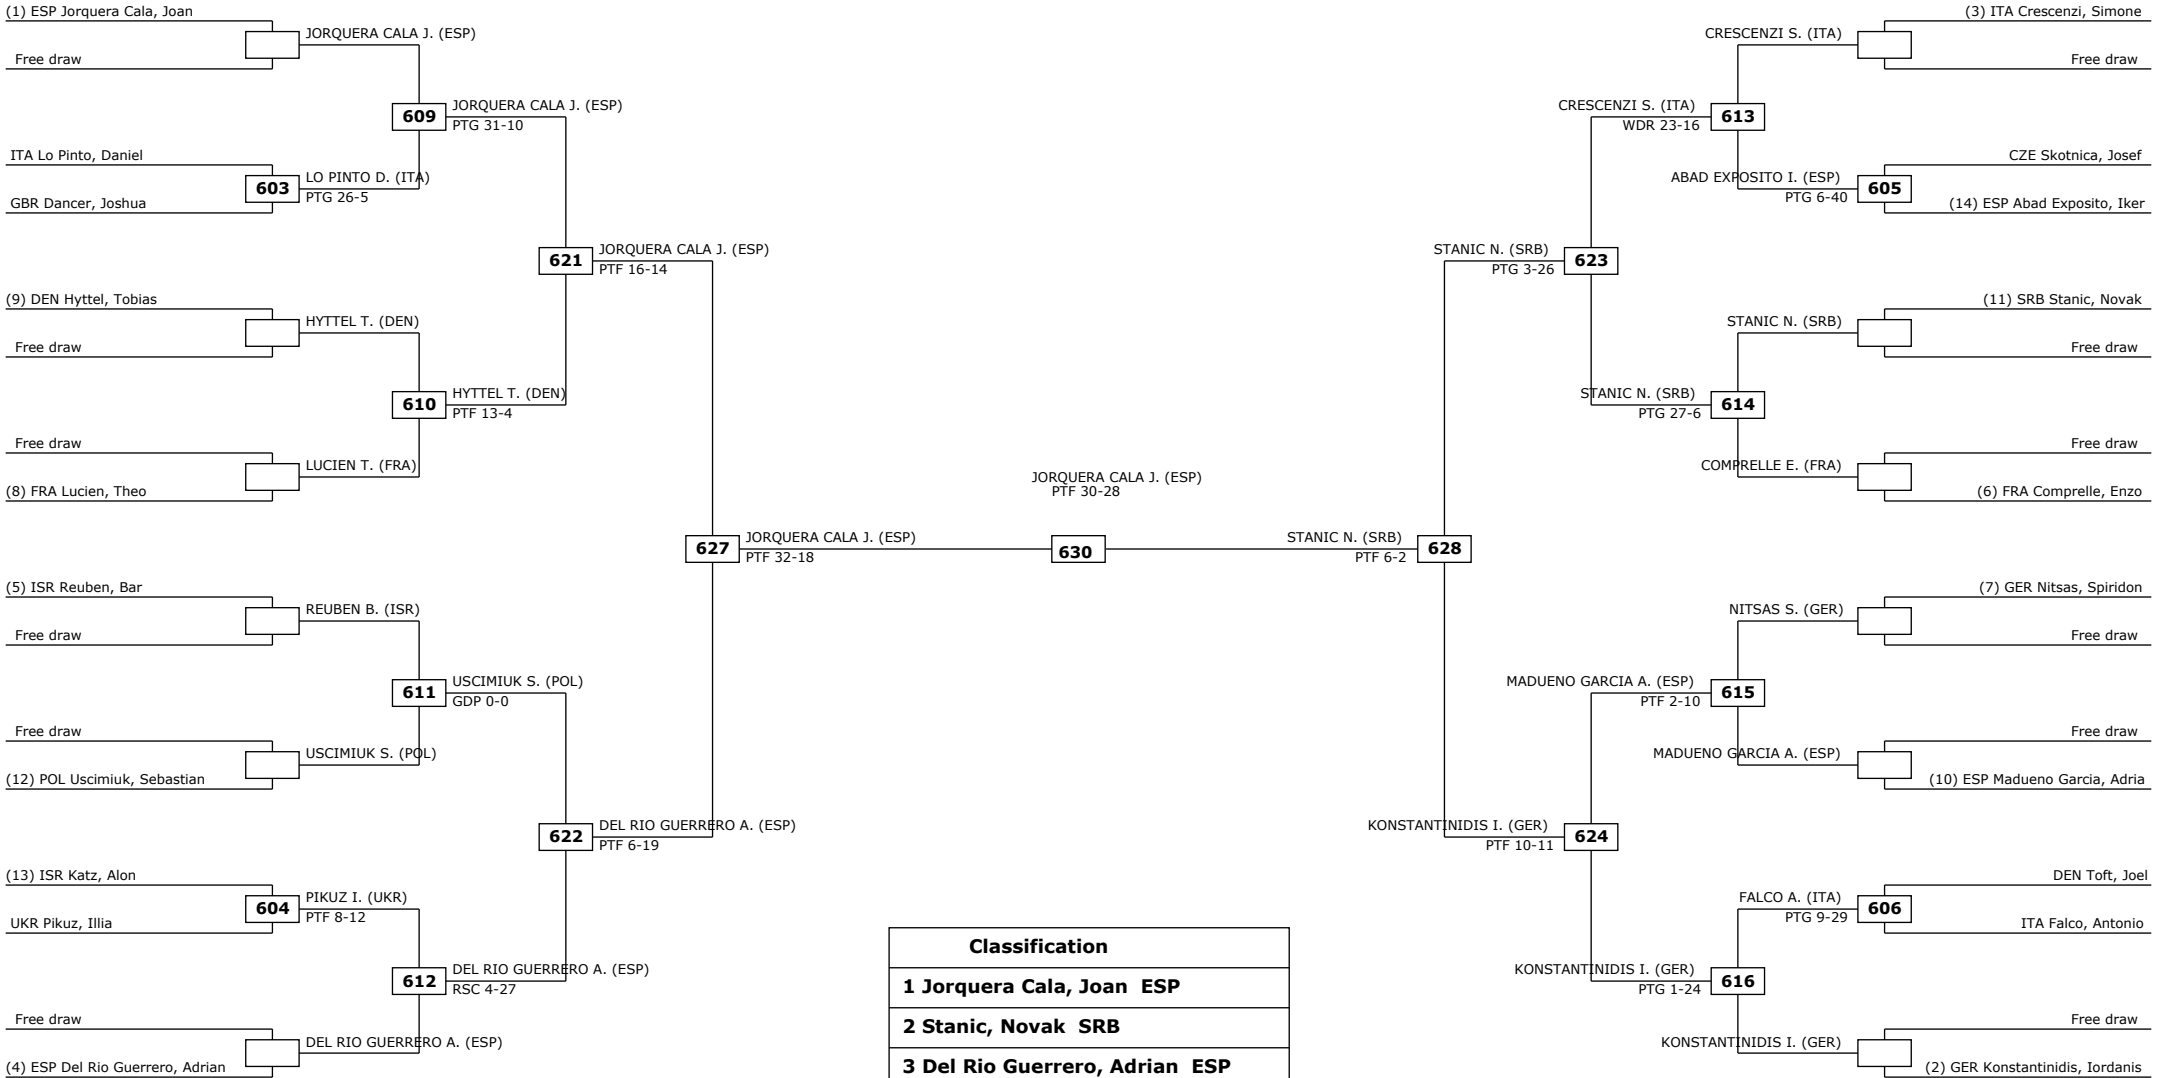 (1) ESP Jorquera Cala, Joan
JORQUERA CALA J. (ESP)
Free draw
609
JORQUERA CALA J. (ESP)
PTG 31-10
ITA Lo Pinto, Daniel
603
LO PINTO D. (ITA)
PTG 26-5
GBR Dancer, Joshua
621
JORQUERA CALA J. (ESP)
PTF 16-14
(9) DEN Hyttel, Tobias
HYTTEL T. (DEN)
Free draw
610
HYTTEL T. (DEN)
PTF 13-4
Free draw
LUCIEN T. (FRA)
(8) FRA Lucien, Theo
627
JORQUERA CALA J. (ESP)
PTF 32-18
(5) ISR Reuben, Bar
REUBEN B. (ISR)
Free draw
611
USCIMIUK S. (POL)
GDP 0-0
Free draw
USCIMIUK S. (POL)
(12) POL Uscimiuk, Sebastian
622
DEL RIO GUERRERO A. (ESP)
PTF 6-19
(13) ISR Katz, Alon
604
PIKUZ I. (UKR)
PTF 8-12
UKR Pikuz, Illia
612
DEL RIO GUERRERO A. (ESP)
RSC 4-27
Free draw
DEL RIO GUERRERO A. (ESP)
(4) ESP Del Rio Guerrero, Adrian
JORQUERA CALA J. (ESP)
PTF 30-28
630
(3) ITA Crescenzi, Simone
CRESCENZI S. (ITA)
Free draw
CRESCENZI S. (ITA)
WDR 23-16
613
CZE Skotnica, Josef
ABAD EXPOSITO I. (ESP)
PTG 6-40
605
(14) ESP Abad Exposito, Iker
STANIC N. (SRB)
PTG 3-26
623
(11) SRB Stanic, Novak
STANIC N. (SRB)
Free draw
STANIC N. (SRB)
PTG 27-6
614
Free draw
COMPRELLE E. (FRA)
(6) FRA Comprelle, Enzo
STANIC N. (SRB)
PTF 6-2
628
(7) GER Nitsas, Spiridon
NITSAS S. (GER)
Free draw
MADUENO GARCIA A. (ESP)
PTF 2-10
615
Free draw
MADUENO GARCIA A. (ESP)
(10) ESP Madueno Garcia, Adria
KONSTANTINIDIS I. (GER)
PTF 10-11
624
DEN Toft, Joel
FALCO A. (ITA)
PTG 9-29
606
ITA Falco, Antonio
KONSTANTINIDIS I. (GER)
PTG 1-24
616
Free draw
KONSTANTINIDIS I. (GER)
(2) GER Konstantinidis, Iordanis
Classification
1 Jorquera Cala, Joan ESP
2 Stanic, Novak SRB
3 Del Rio Guerrero, Adrian ESP